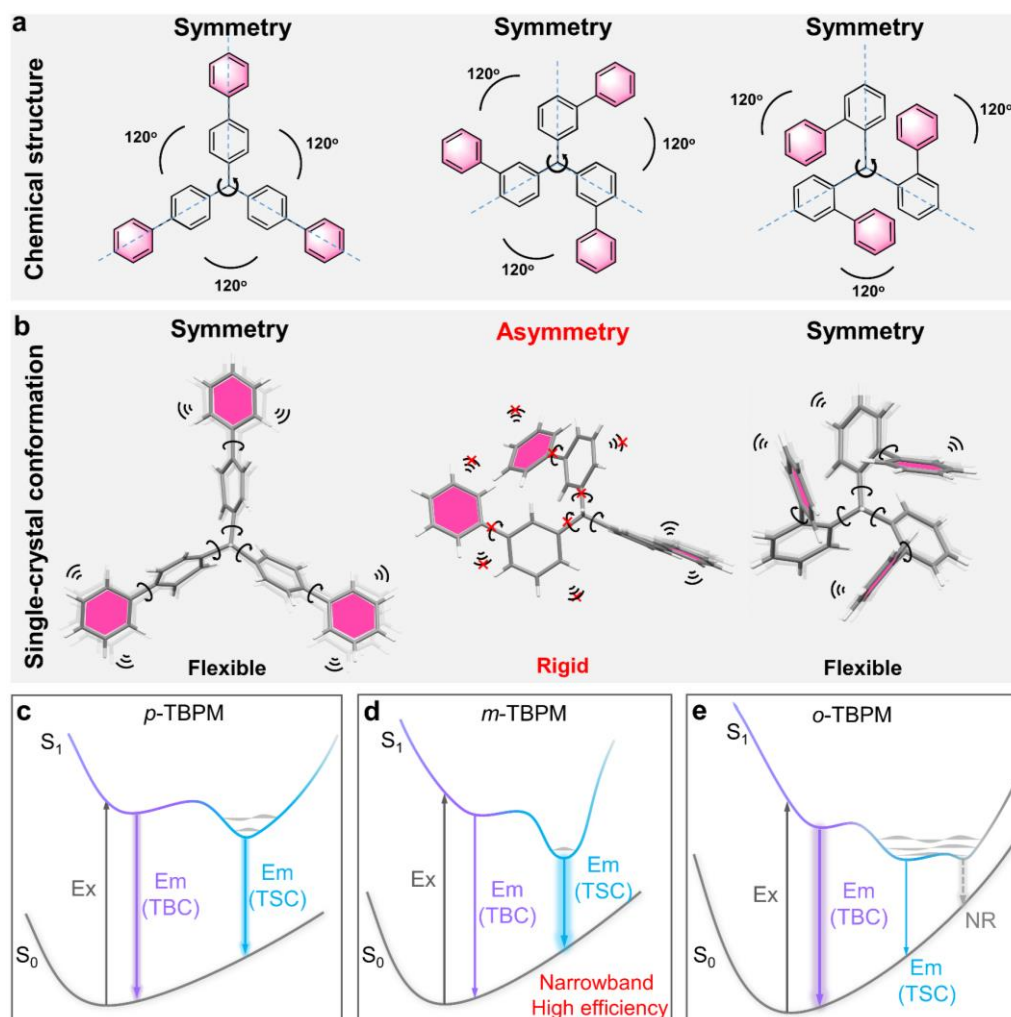 a
Chemical structure
Symmetry
120°
120°
120°
Symmetry
120°
120°
120°
Symmetry
120°
120°
120°
b
Single-crystal conformation
Symmetry
Flexible
Asymmetry
Rigid
Symmetry
Flexible
c
p-TBPM
S1
Ex
Em
(TBC)
Em
(TSC)
S0
d
m-TBPM
S1
Ex
Em
(TBC)
Em
(TSC)
S0
Narrowband
High efficiency
e
o-TBPM
S1
Ex
Em
(TBC)
NR
S0
Em
(TSC)